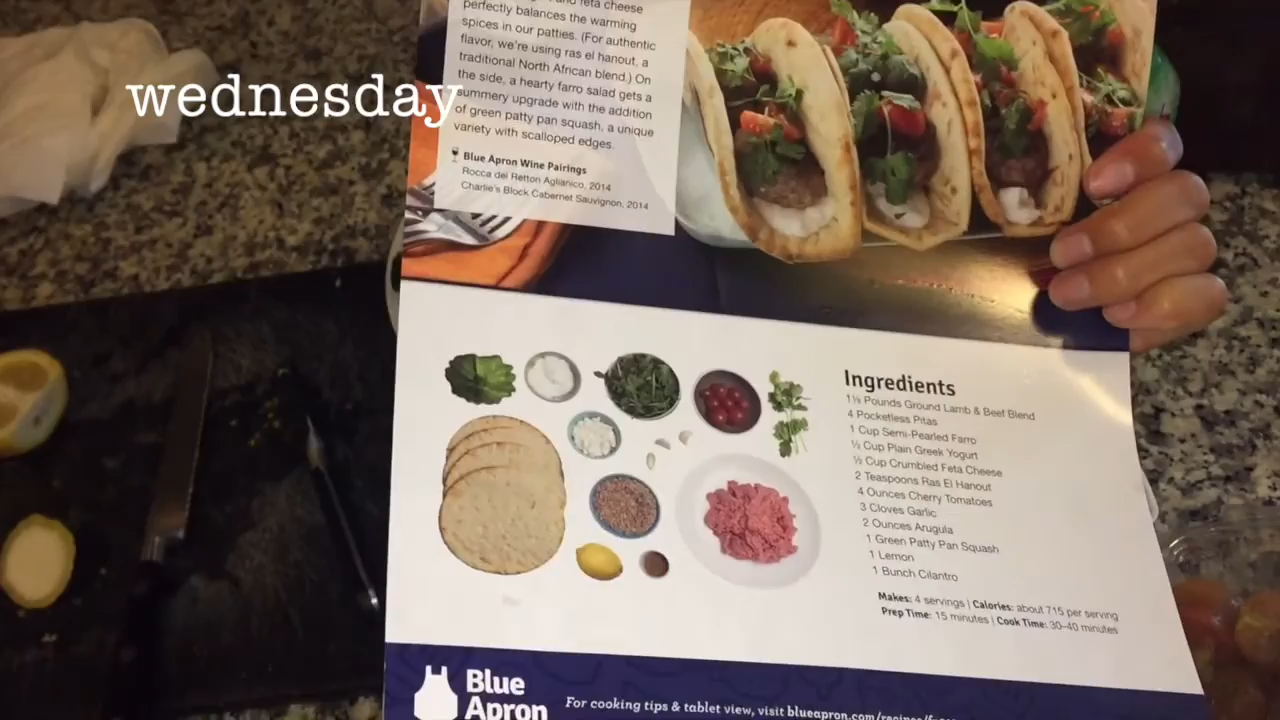 and feta cheese
perfectly balances the warming
spices in our patties. (For authentic
flavor, we're using ras el hanout, a
traditional North African blend.) On
the side, a hearty farro salad gets a
summery upgrade with the addition
of green patty pan squash, a unique
variety with scalloped edges.
wednesday
Blue Apron Wine Pairings
Rocca del Retton Aglianico, 2014
Charlie's Block Cabernet Sauvignon, 2014
Ingredients
1⅛ Pounds Ground Lamb & Beef Blend
4 Pocketless Pitas
1 Cup Semi-Pearled Farro
½ Cup Plain Greek Yogurt
½ Cup Crumbled Feta Cheese
2 Teaspoons Ras El Hanout
4 Ounces Cherry Tomatoes
3 Cloves Garlic
2 Ounces Arugula
1 Green Patty Pan Squash
1 Lemon
1 Bunch Cilantro
Makes: 4 servings | Calories: about 715 per serving
Prep Time: 15 minutes | Cook Time: 30–40 minutes
Blue
Apron
For cooking tips & tablet view, visit blueapron.com/recipes/